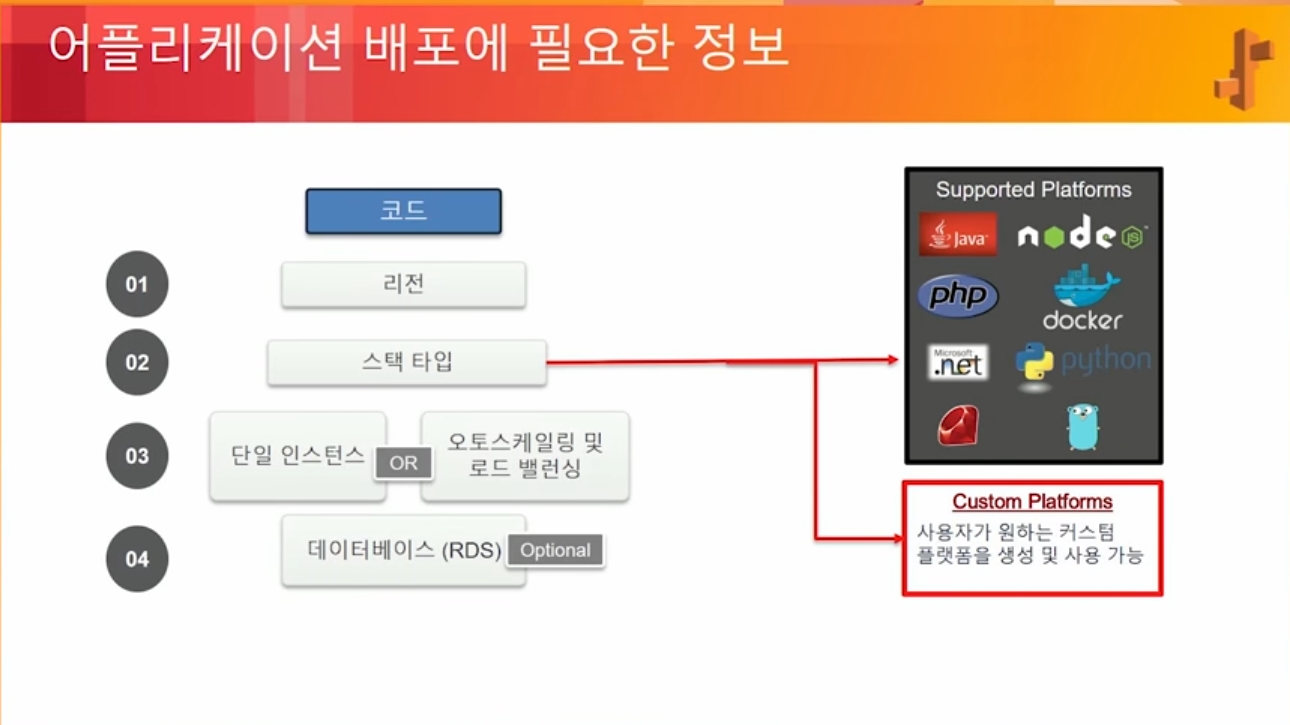 어플리케이션 배포에 필요한 정보
코드
01
리전
02
스택 타입
03
단일 인스턴스
OR
오토스케일링 및
로드 밸런싱
04
데이터베이스 (RDS)
Optional
Supported Platforms
Java
node
JS
php
docker
Microsoft
.net
python
Custom Platforms
사용자가 원하는 커스텀
플랫폼을 생성 및 사용 가능